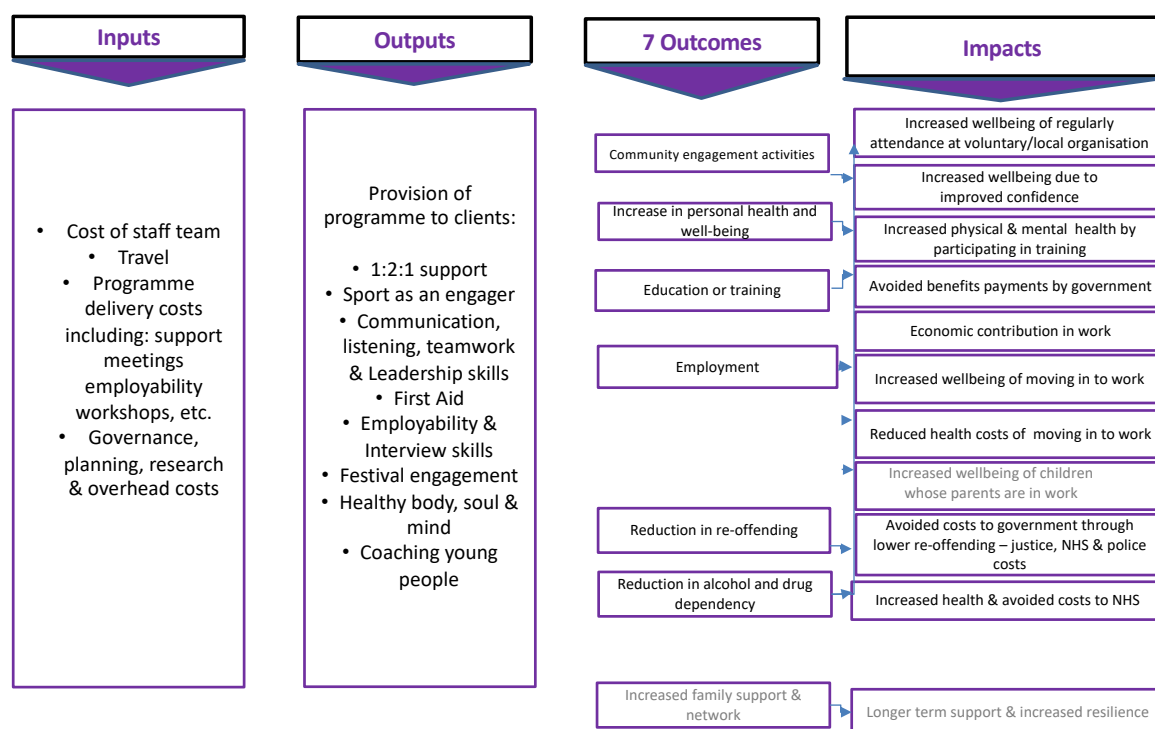 Inputs
• Cost of staff team
• Travel
• Programme
delivery costs
including: support
meetings
employability
workshops, etc.
• Governance,
planning, research
& overhead costs
Outputs
Provision of
programme to clients:
• 1:2:1 support
• Sport as an engager
• Communication,
listening, teamwork
& Leadership skills
• First Aid
• Employability &
Interview skills
• Festival engagement
• Healthy body, soul &
mind
• Coaching young
people
7 Outcomes
Community engagement activities
Increase in personal health and
well-being
Education or training
Employment
Reduction in re-offending
Reduction in alcohol and drug
dependency
Increased family support &
network
Impacts
Increased wellbeing of regularly
attendance at voluntary/local organisation
Increased wellbeing due to
improved confidence
Increased physical & mental health by
participating in training
Avoided benefits payments by government
Economic contribution in work
Increased wellbeing of moving in to work
Reduced health costs of moving in to work
Increased wellbeing of children
whose parents are in work
Avoided costs to government through
lower re-offending – justice, NHS & police
costs
Increased health & avoided costs to NHS
Longer term support & increased resilience